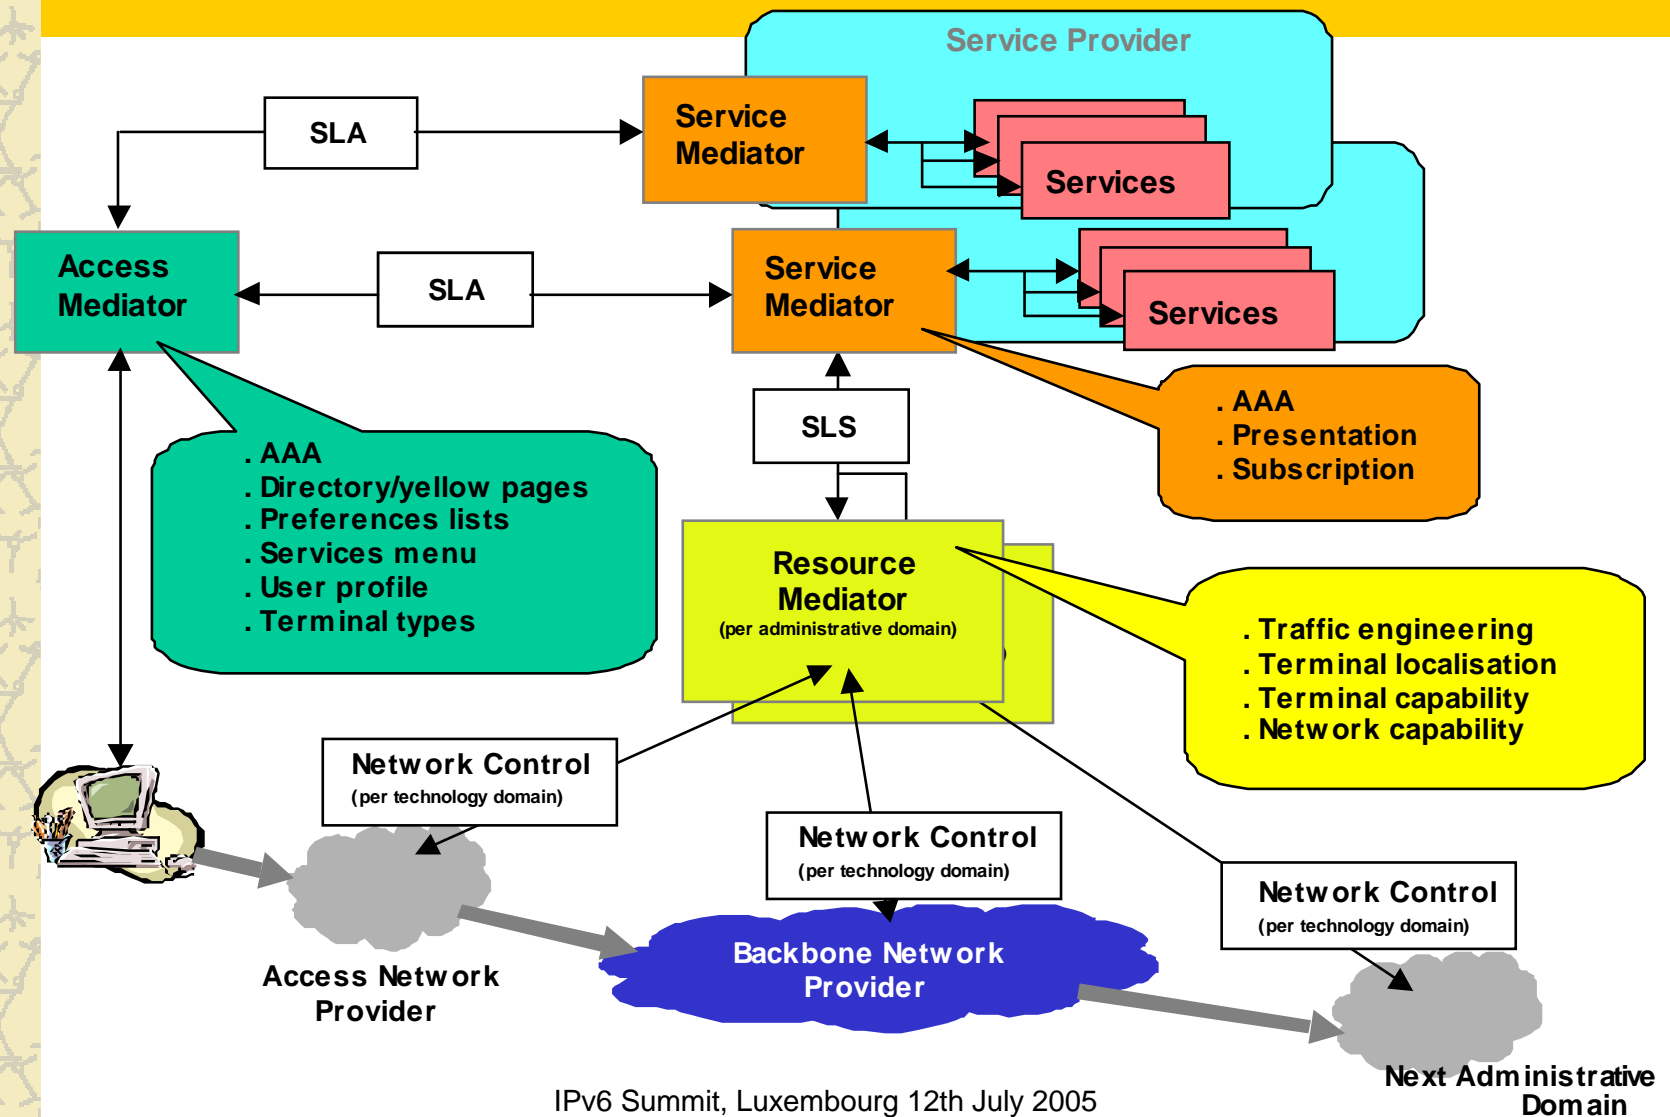 Service Provider
SLA
Service
Mediator
Services
Access
Mediator
SLA
Service
Mediator
Services
. AAA
. Presentation
. Subscription
SLS
. AAA
. Directory/yellow pages
. Preferences lists
. Services menu
. User profile
. Terminal types
Resource
Mediator
(per administrative domain)
)
. Traffic engineering
. Terminal localisation
. Terminal capability
. Network capability
Network Control
(per technology domain)
Network Control
(per technology domain)
Network Control
(per technology domain)
Access Network
Provider
Backbone Network
Provider
Next Administrative
Domain
IPv6 Summit, Luxembourg 12th July 2005